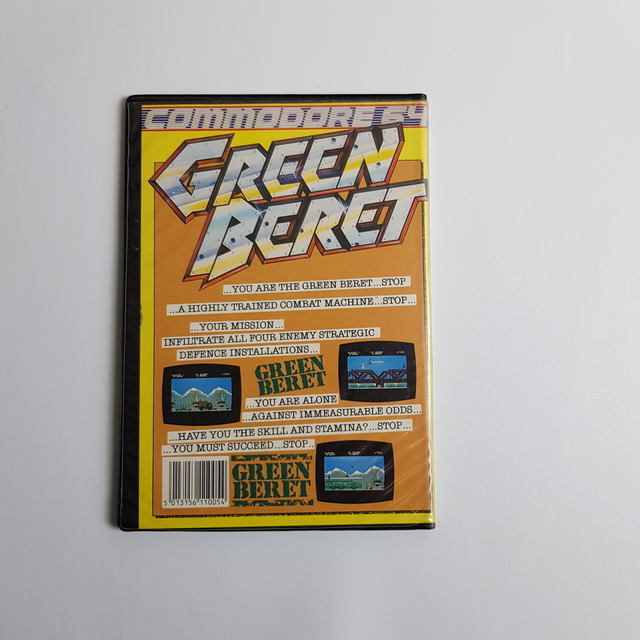 COMMODORE 64
GREEN
BERET
...YOU ARE THE GREEN BERET...STOP
...A HIGHLY TRAINED COMBAT MACHINE...STOP...
...YOUR MISSION...
INFILTRATE ALL FOUR ENEMY STRATEGIC
DEFENCE INSTALLATIONS...
GREEN
BERET
...YOU ARE ALONE
...AGAINST IMMEASURABLE ODDS...
...HAVE YOU THE SKILL AND STAMINA?...STOP...
...YOU MUST SUCCEED...STOP..
GREEN
BERET
5 013156 110054